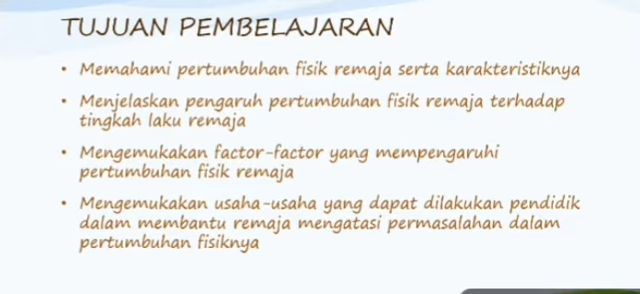 TUJUAN PEMBELAJARAN
• Memahami pertumbuhan fisik remaja serta karakteristiknya
• Menjelaskan pengaruh pertumbuhan fisik remaja terhadap
tingkah laku remaja
• Mengemukakan factor-factor yang mempengaruhi
pertumbuhan fisik remaja
• Mengemukakan usaha-usaha yang dapat dilakukan pendidik
dalam membantu remaja mengatasi permasalahan dalam
pertumbuhan fisiknya